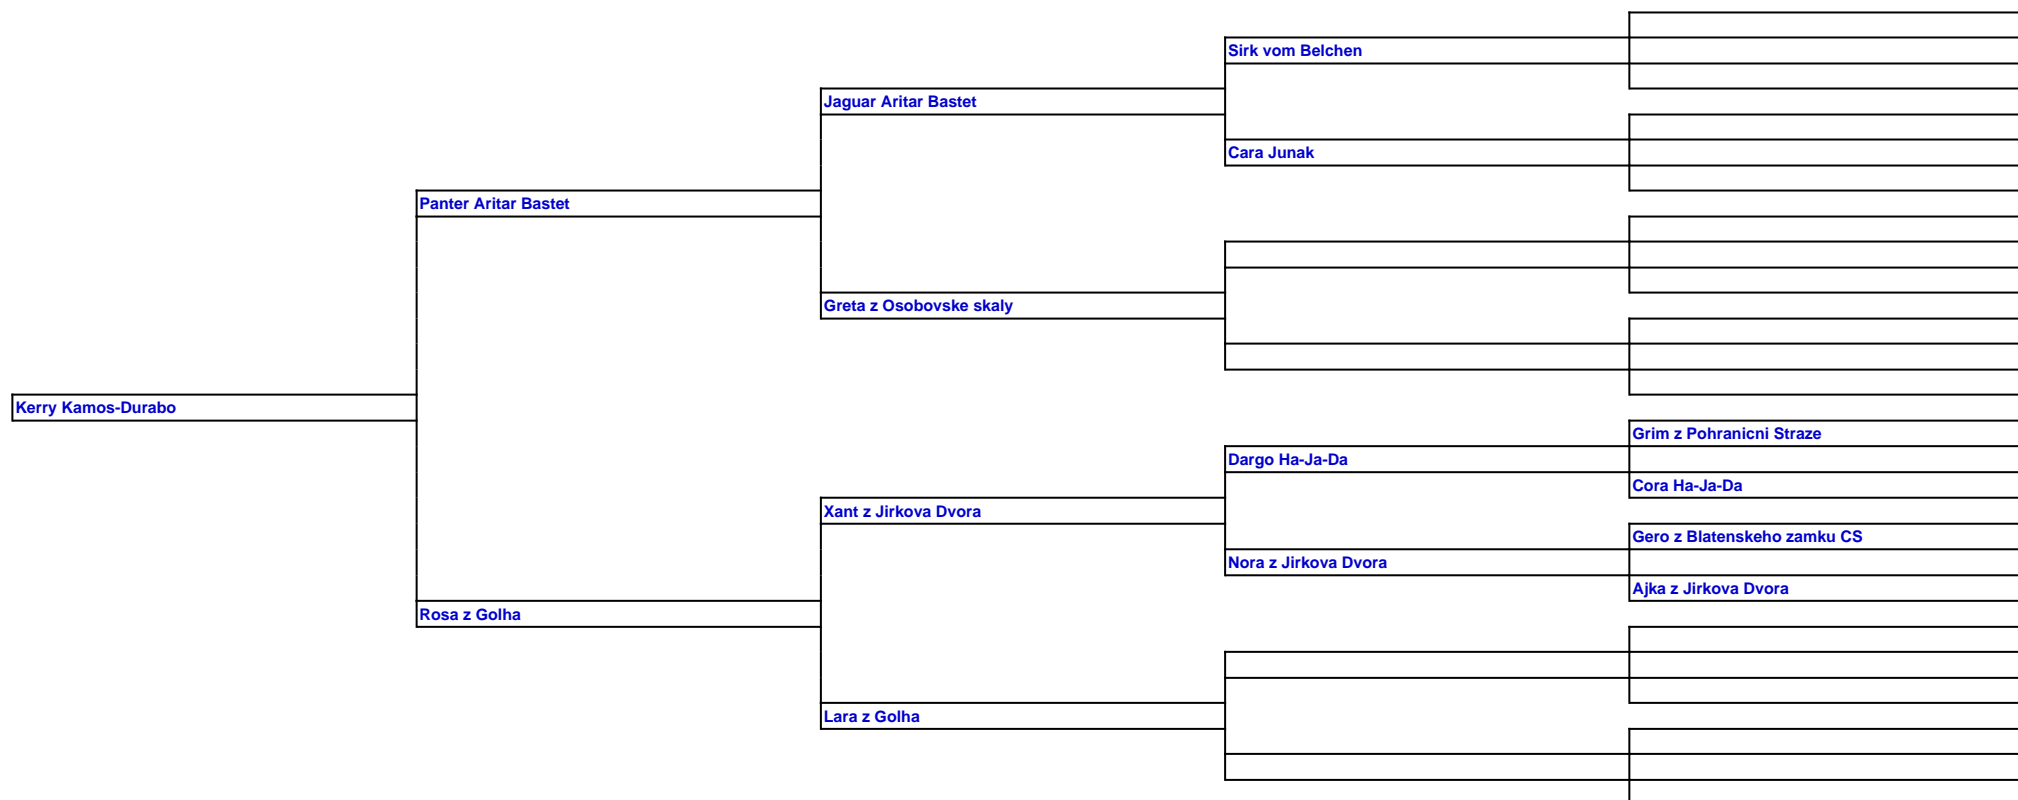 Sirk vom Belchen
Jaguar Aritar Bastet
Cara Junak
Panter Aritar Bastet
Greta z Osobovske skaly
Kerry Kamos-Durabo
Grim z Pohranicni Straze
Dargo Ha-Ja-Da
Cora Ha-Ja-Da
Xant z Jirkova Dvora
Gero z Blatenskeho zamku CS
Nora z Jirkova Dvora
Ajka z Jirkova Dvora
Rosa z Golha
Lara z Golha